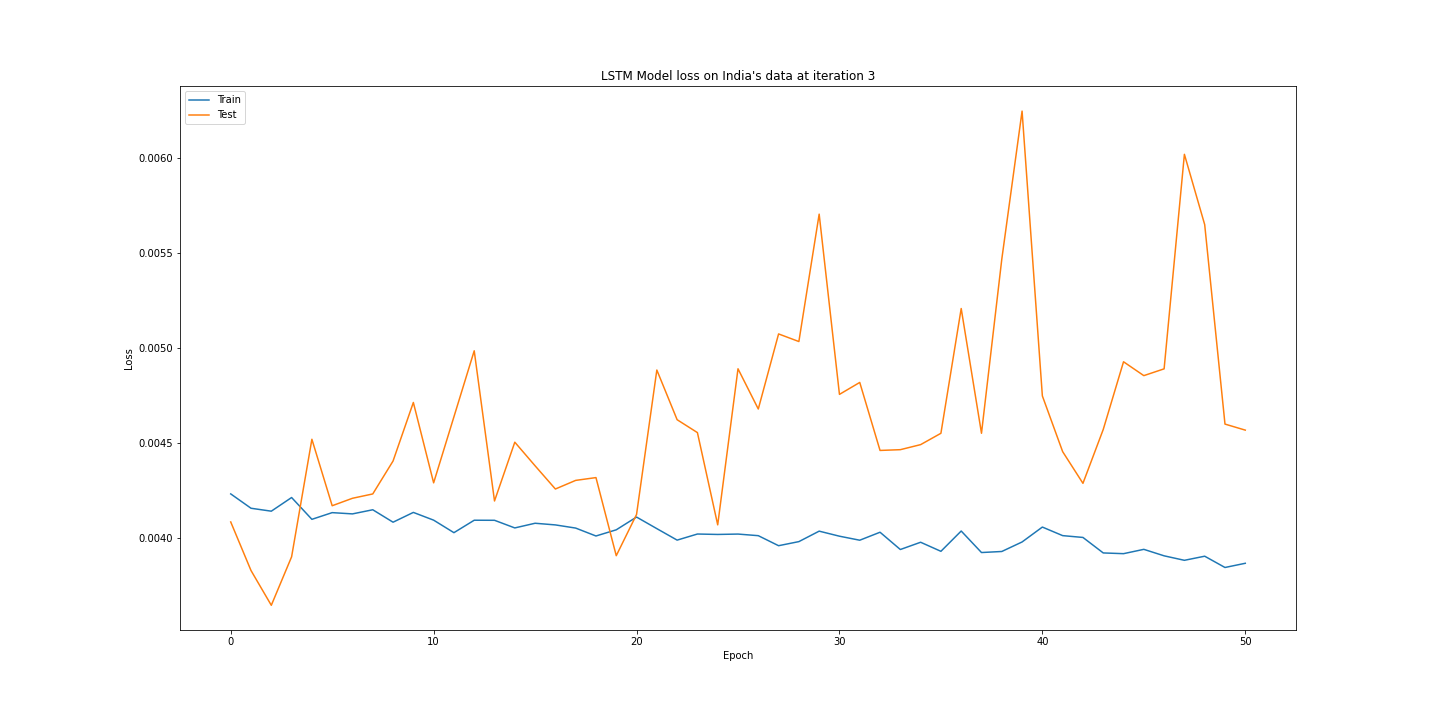 LSTM Model loss on India's data at iteration 3
Train
Test
0.0060
0.0055
0.0050
0.0045
0.0040
Loss
0 10 20 30 40 50
Epoch